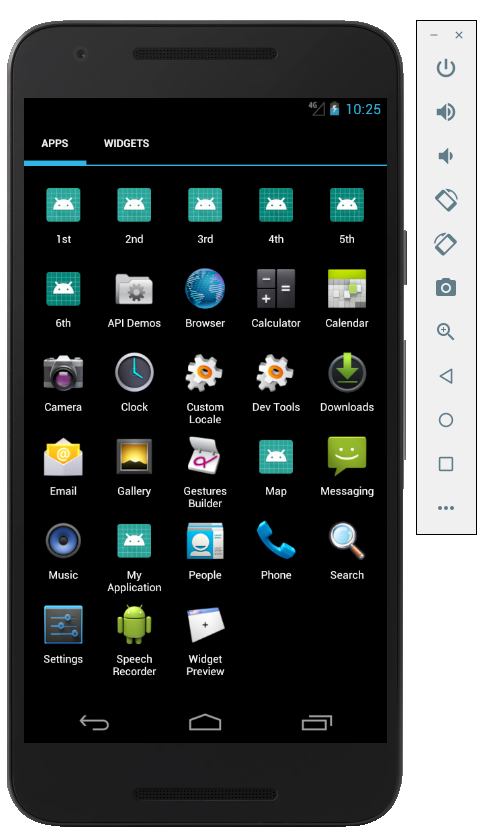 4G 10:25
APPS WIDGETS
1st 2nd 3rd 4th 5th
6th API Demos Browser Calculator Calendar
Camera Clock Custom Locale Dev Tools Downloads
Email Gallery Gestures Builder Map Messaging
Music My Application People Phone Search
Settings Speech Recorder Widget Preview